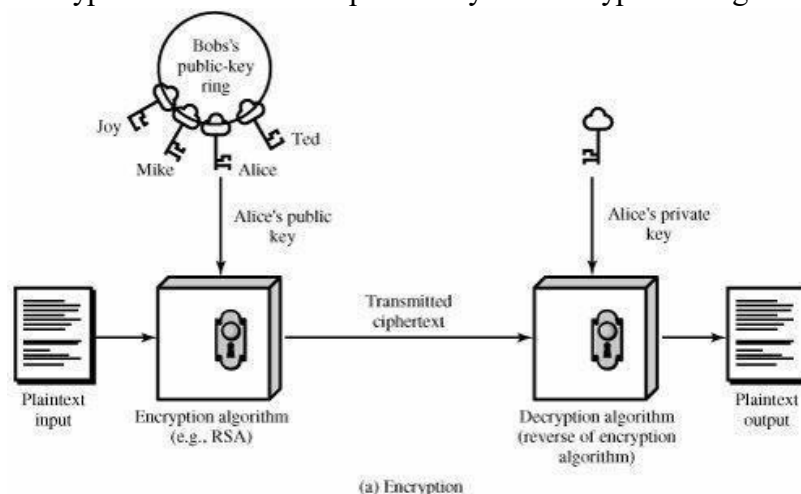 Bobs's
public-key
ring
Joy
Ted
Mike
Alice
Alice's public
key
Alice's private
key
Transmitted
ciphertext
Plaintext
input
Encryption algorithm
(e.g., RSA)
Decryption algorithm
(reverse of encryption
algorithm)
Plaintext
output
(a) Encryption